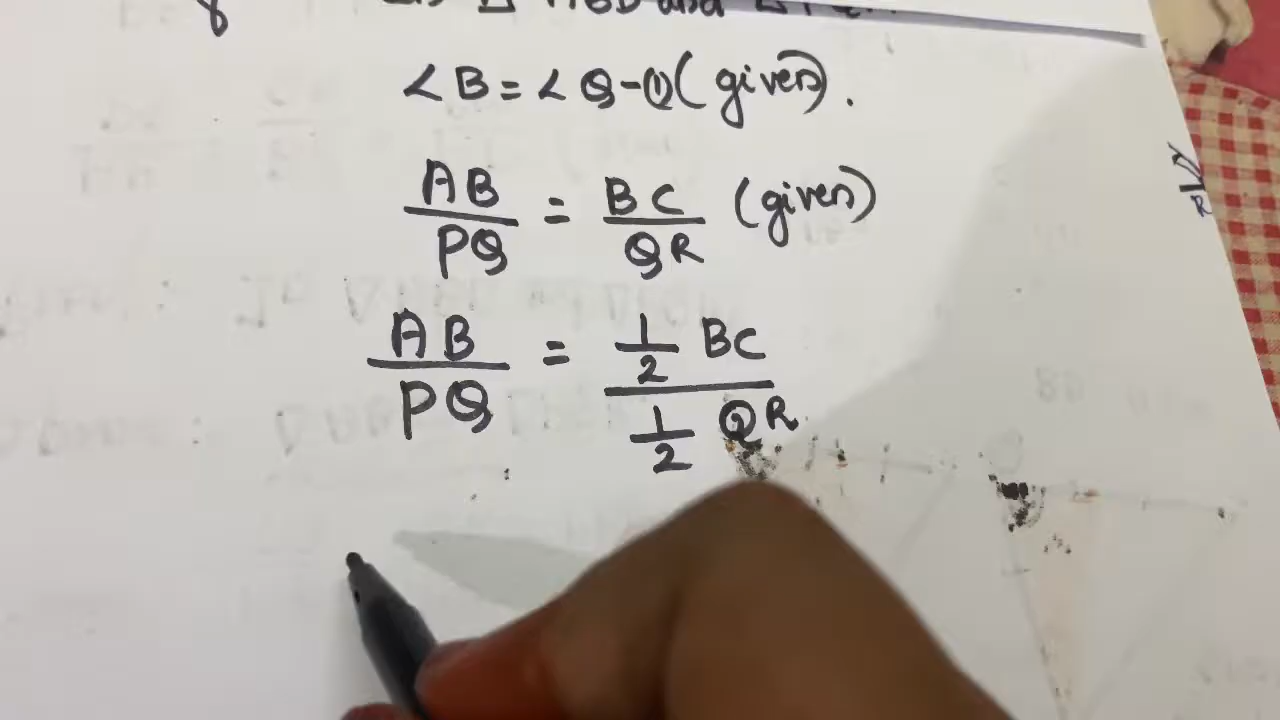 ∠B = ∠Q - ① (given).
AB/PQ = BC/QR (given)
AB/PQ = 1/2 BC / 1/2 QR